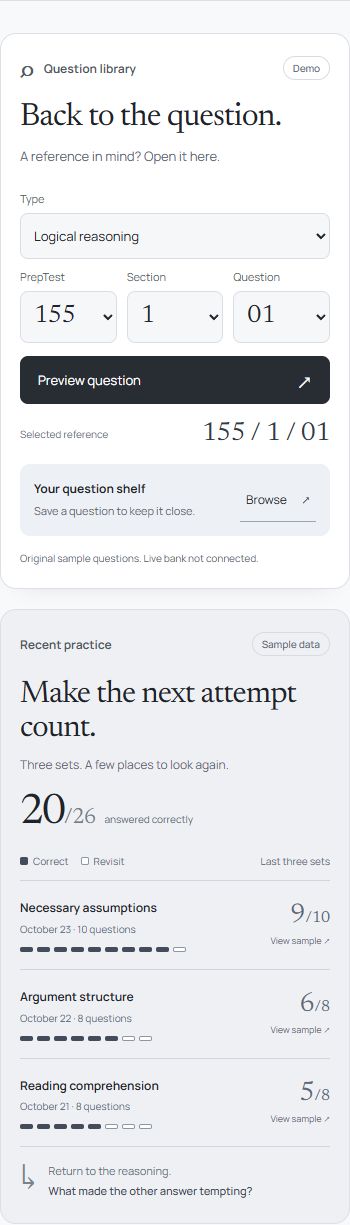 Question library
Demo
Back to the question.
A reference in mind? Open it here.
Type
Logical reasoning
PrepTest Section Question
155 1 01
Preview question ↗
Selected reference 155 / 1 / 01
Your question shelf
Save a question to keep it close.
Browse ↗
Original sample questions. Live bank not connected.
Recent practice
Sample data
Make the next attempt
count.
Three sets. A few places to look again.
20/26 answered correctly
Correct Revisit Last three sets
Necessary assumptions
October 23 · 10 questions
9/10
View sample ↗
Argument structure
October 22 · 8 questions
6/8
View sample ↗
Reading comprehension
October 21 · 8 questions
5/8
View sample ↗
Return to the reasoning.
What made the other answer tempting?